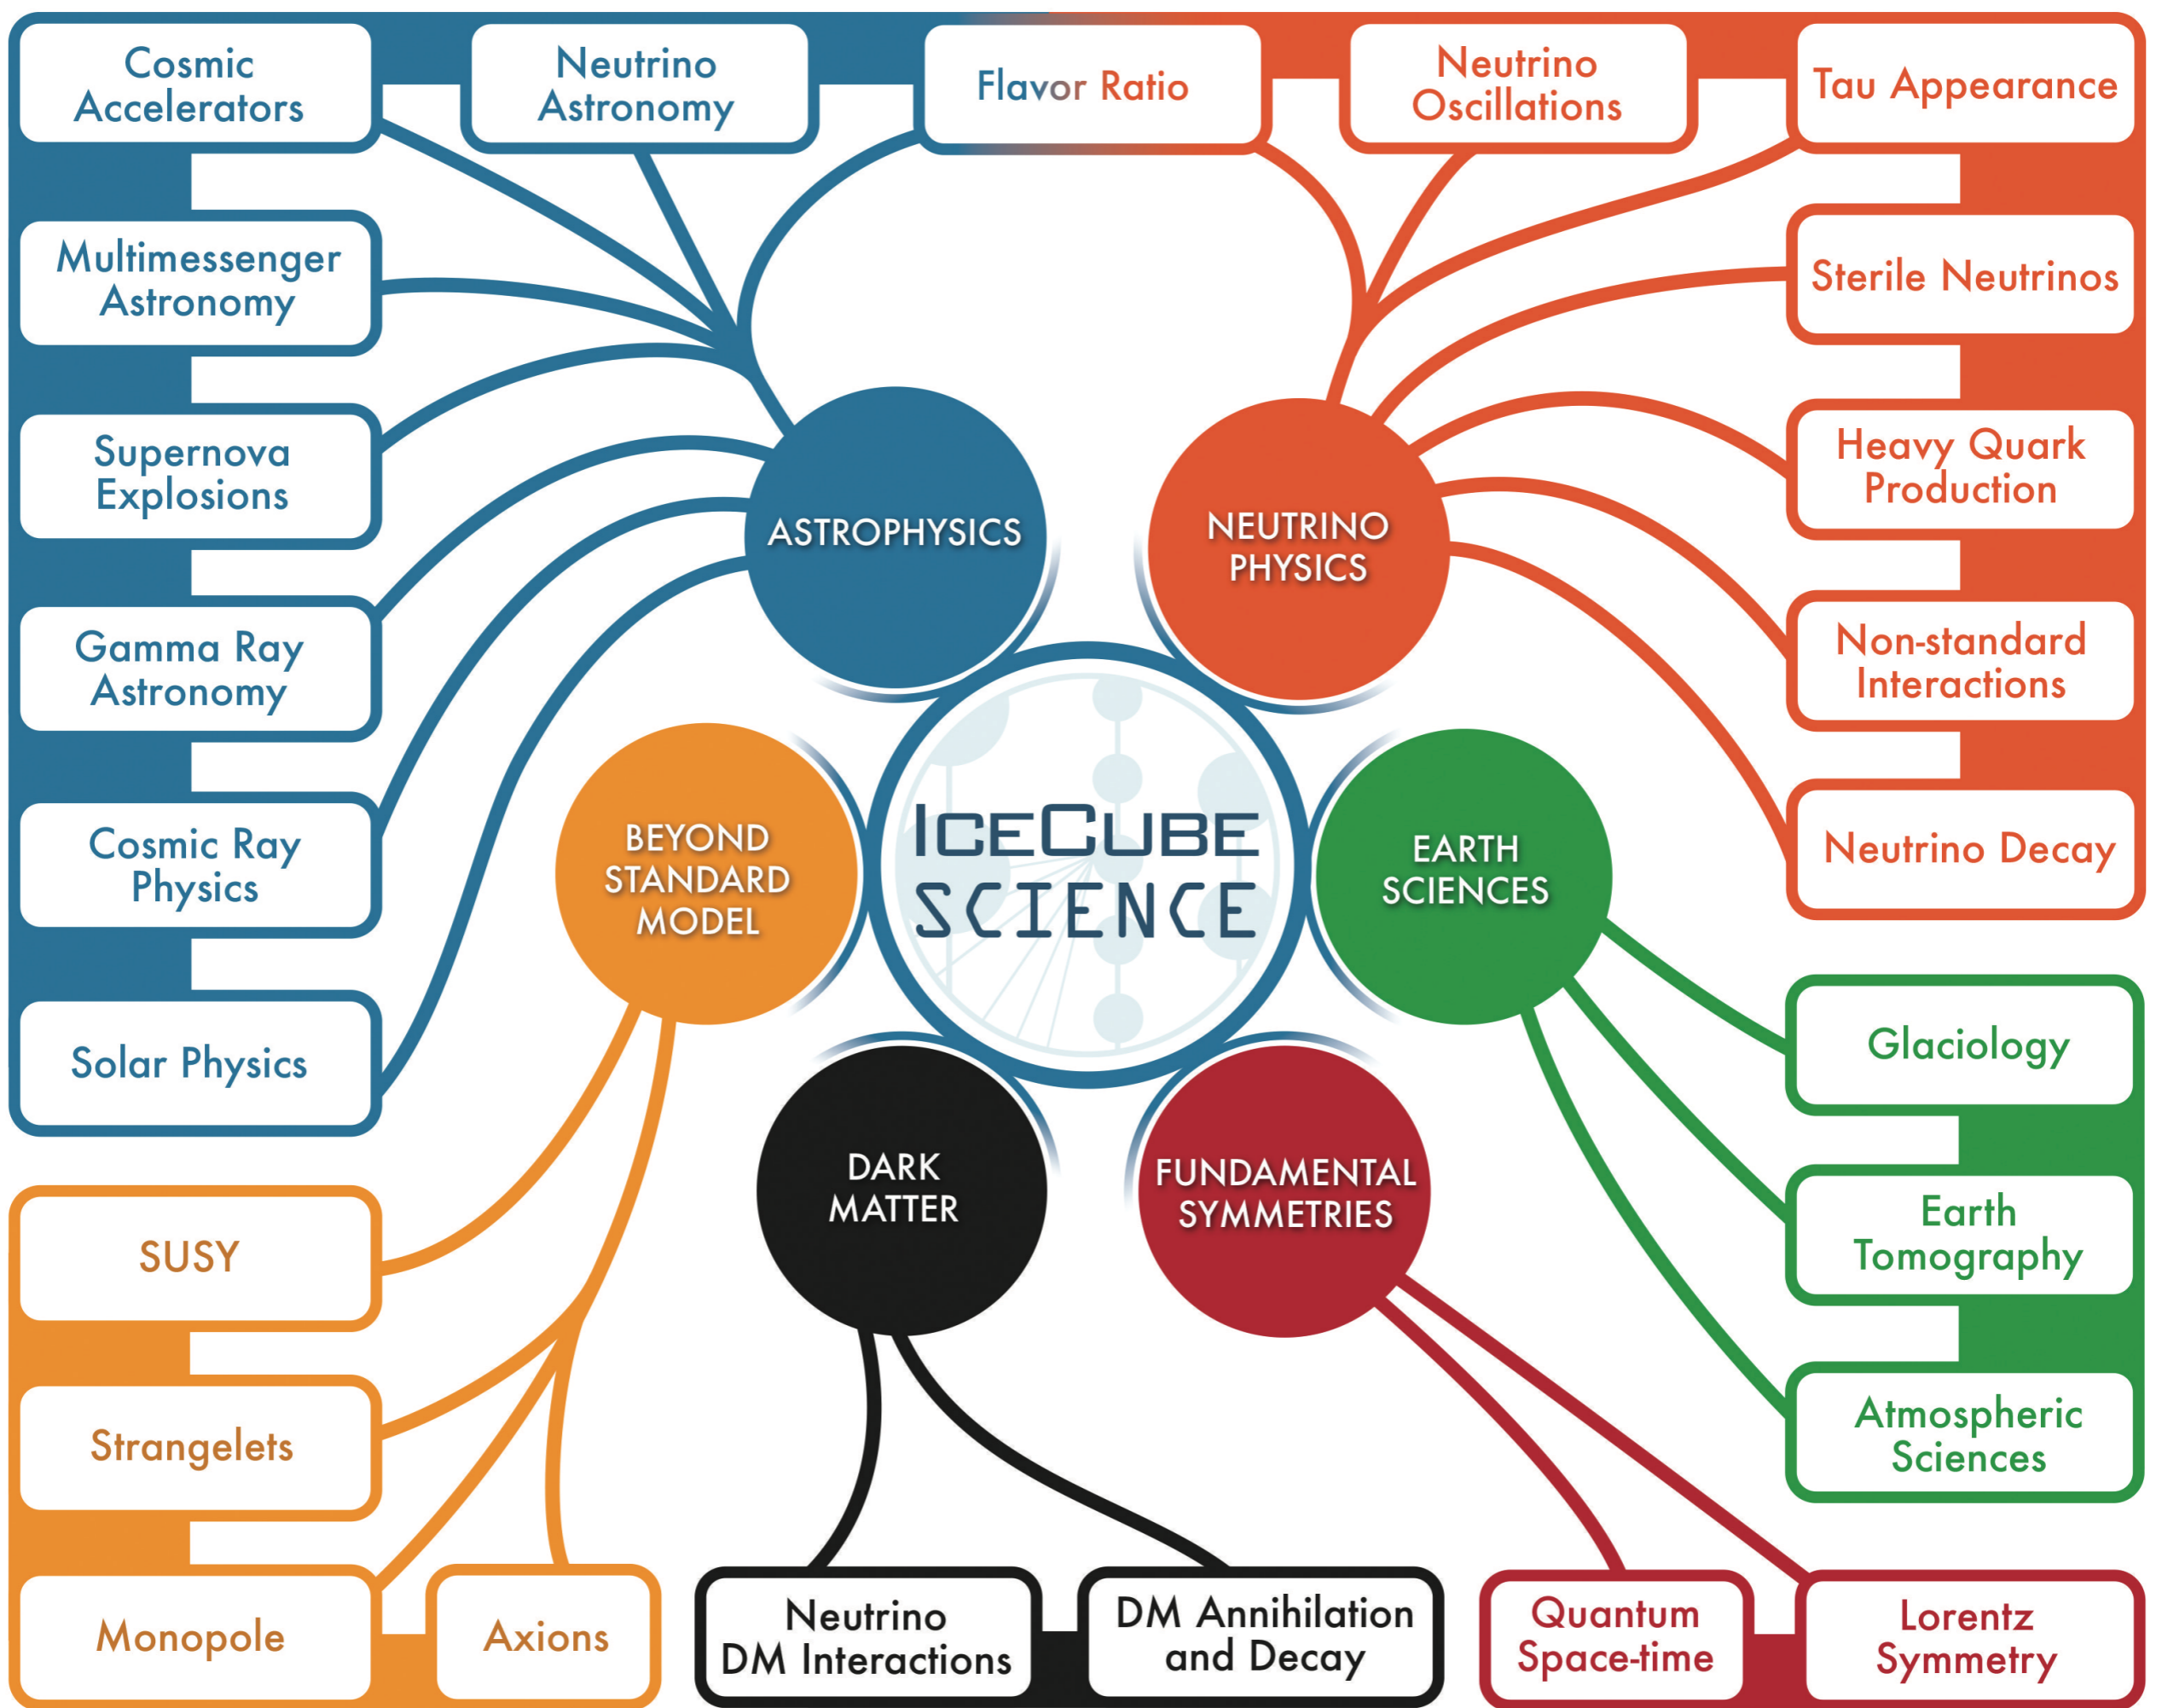 Cosmic
Accelerators
Neutrino
Astronomy
Flavor Ratio
Neutrino
Oscillations
Tau Appearance
Multimessenger
Astronomy
Sterile Neutrinos
Supernova
Explosions
Heavy Quark
Production
ASTROPHYSICS
NEUTRINO
PHYSICS
Gamma Ray
Astronomy
Non-standard
Interactions
Cosmic Ray
Physics
BEYOND
STANDARD
MODEL
ICECUBE
SCIENCE
EARTH
SCIENCES
Neutrino Decay
Solar Physics
Glaciology
DARK
MATTER
FUNDAMENTAL
SYMMETRIES
SUSY
Earth
Tomography
Strangelets
Atmospheric
Sciences
Monopole
Axions
Neutrino
DM Interactions
DM Annihilation
and Decay
Quantum
Space-time
Lorentz
Symmetry